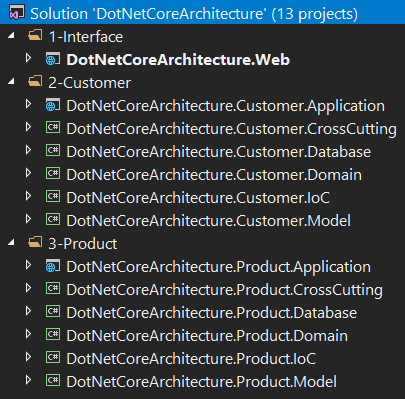 Solution 'DotNetCoreArchitecture' (13 projects)
1-Interface
DotNetCoreArchitecture.Web
2-Customer
DotNetCoreArchitecture.Customer.Application
DotNetCoreArchitecture.Customer.CrossCutting
DotNetCoreArchitecture.Customer.Database
DotNetCoreArchitecture.Customer.Domain
DotNetCoreArchitecture.Customer.IoC
DotNetCoreArchitecture.Customer.Model
3-Product
DotNetCoreArchitecture.Product.Application
DotNetCoreArchitecture.Product.CrossCutting
DotNetCoreArchitecture.Product.Database
DotNetCoreArchitecture.Product.Domain
DotNetCoreArchitecture.Product.IoC
DotNetCoreArchitecture.Product.Model